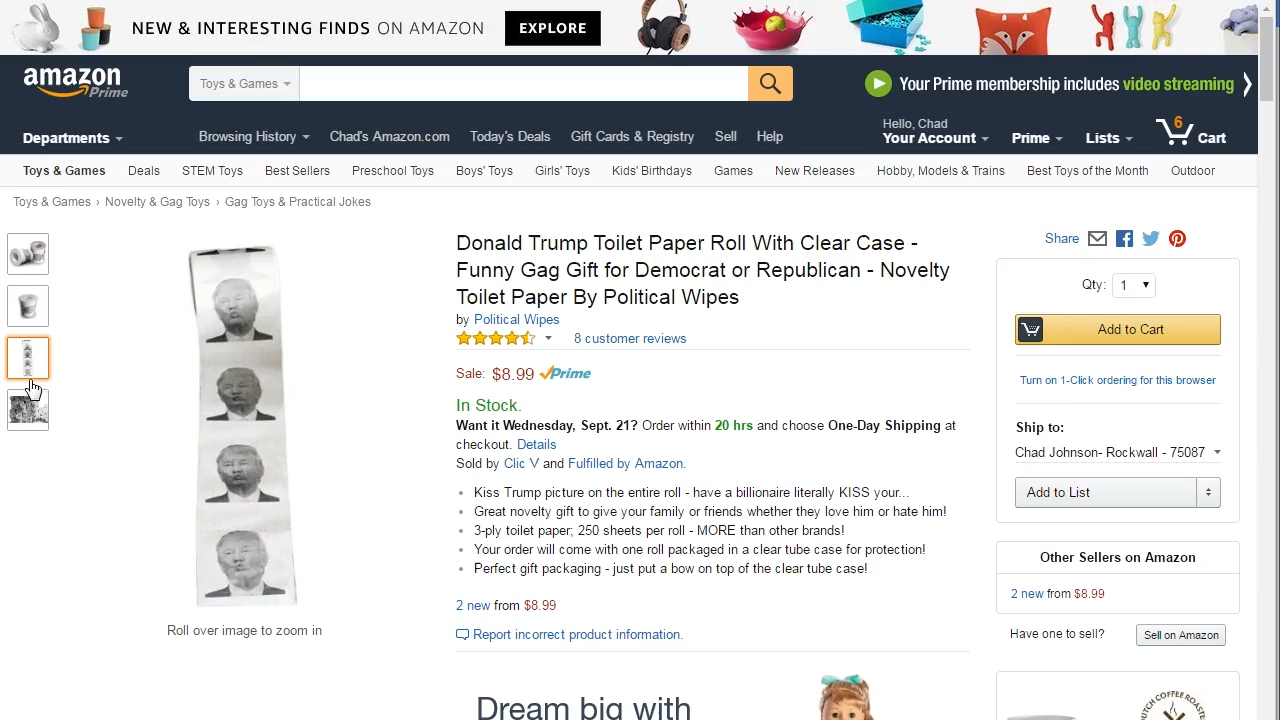 NEW & INTERESTING FINDS ON AMAZON EXPLORE
amazon Prime
Toys & Games
Your Prime membership includes video streaming
Departments
Browsing History Chad's Amazon.com Today's Deals Gift Cards & Registry Sell Help
Hello, Chad
Your Account Prime Lists 6 Cart
Toys & Games Deals STEM Toys Best Sellers Preschool Toys Boys' Toys Girls' Toys Kids' Birthdays Games New Releases Hobby, Models & Trains Best Toys of the Month Outdoor
Toys & Games › Novelty & Gag Toys › Gag Toys & Practical Jokes
Roll over image to zoom in
Donald Trump Toilet Paper Roll With Clear Case -
Funny Gag Gift for Democrat or Republican - Novelty
Toilet Paper By Political Wipes
by Political Wipes
8 customer reviews
Sale: $8.99 Prime
In Stock.
Want it Wednesday, Sept. 21? Order within 20 hrs and choose One-Day Shipping at
checkout. Details
Sold by Clic V and Fulfilled by Amazon.
• Kiss Trump picture on the entire roll - have a billionaire literally KISS your...
• Great novelty gift to give your family or friends whether they love him or hate him!
• 3-ply toilet paper; 250 sheets per roll - MORE than other brands!
• Your order will come with one roll packaged in a clear tube case for protection!
• Perfect gift packaging - just put a bow on top of the clear tube case!
2 new from $8.99
Report incorrect product information.
Dream big with
Share
Qty: 1
Add to Cart
Turn on 1-Click ordering for this browser
Ship to:
Chad Johnson- Rockwall - 75087
Add to List
Other Sellers on Amazon
2 new from $8.99
Have one to sell? Sell on Amazon